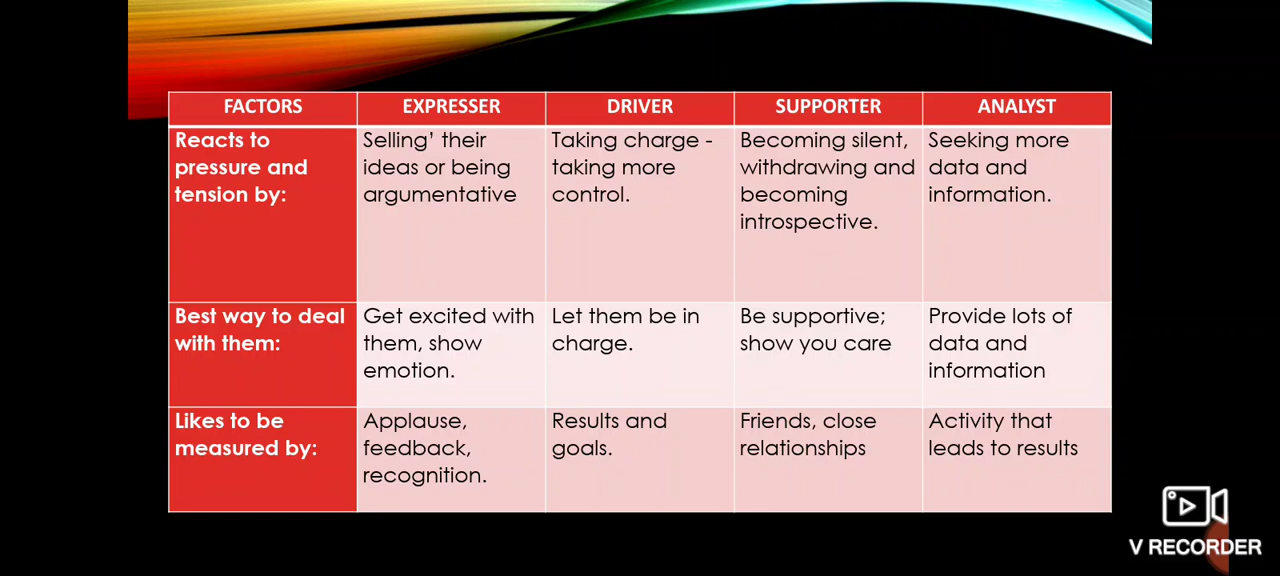 FACTORS EXPRESSER DRIVER SUPPORTER ANALYST
Reacts to
pressure and
tension by:
Selling’ their
ideas or being
argumentative
Taking charge -
taking more
control.
Becoming silent,
withdrawing and
becoming
introspective.
Seeking more
data and
information.
Best way to deal
with them:
Get excited with
them, show
emotion.
Let them be in
charge.
Be supportive;
show you care
Provide lots of
data and
information
Likes to be
measured by:
Applause,
feedback,
recognition.
Results and
goals.
Friends, close
relationships
Activity that
leads to results
V RECORDER